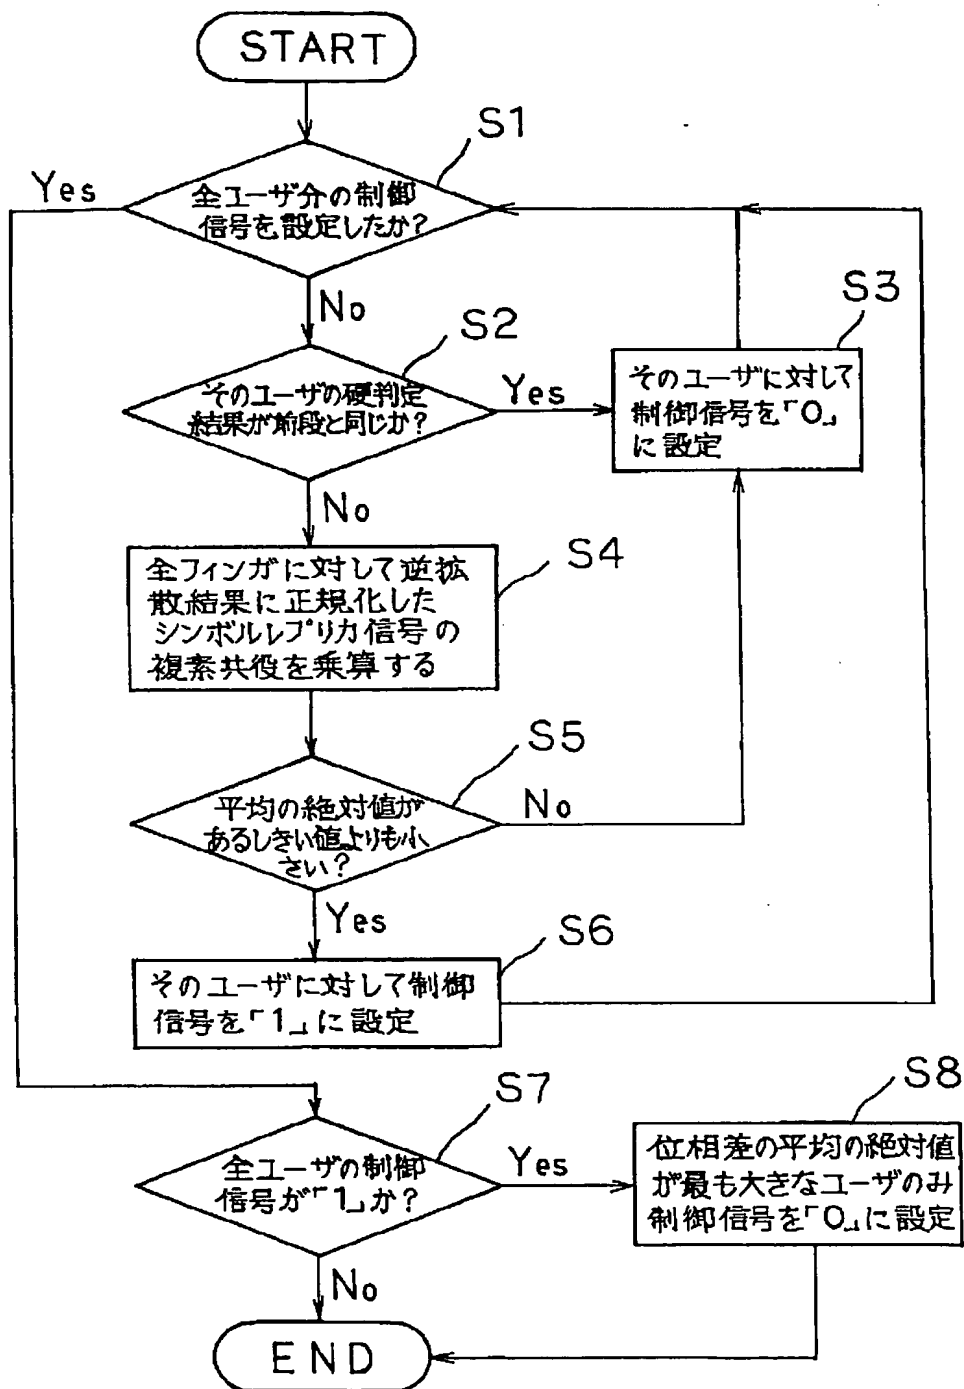 START
S1
Yes
全ユーザ分の制御
信号を設定したか?
No
S2
S3
そのユーザの硬判定
結果が前段と同じか?
Yes
そのユーザに対して
制御信号を「0」
に設定
No
S4
全フィンガに対して逆拡
散結果に正規化した
シンボルレプリカ信号の
複素共役を乗算する
S5
平均の絶対値が
あるしきい値よりも小
さい?
No
Yes
S6
そのユーザに対して制御
信号を「1」に設定
S7
S8
全ユーザの制御
信号が「1」か?
Yes
位相差の平均の絶対値
が最も大きなユーザのみ
制御信号を「0」に設定
No
END